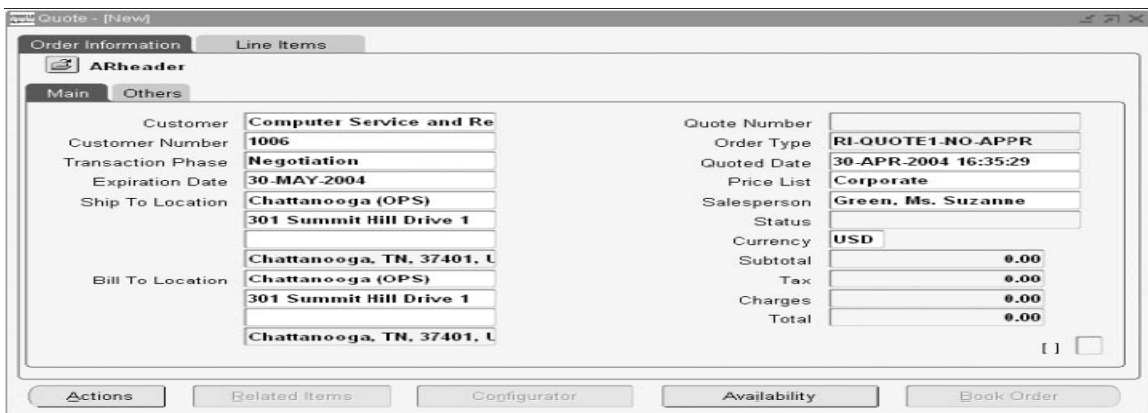 Quote - [New]
Order Information Line Items
ARheader
Main Others
Customer Computer Service and Re
Customer Number 1006
Transaction Phase Negotiation
Expiration Date 30-MAY-2004
Ship To Location Chattanooga (OPS)
301 Summit Hill Drive 1
Chattanooga, TN, 37401, U
Bill To Location Chattanooga (OPS)
301 Summit Hill Drive 1
Chattanooga, TN, 37401, U
Quote Number
Order Type RI-QUOTE1-NO-APPR
Quoted Date 30-APR-2004 16:35:29
Price List Corporate
Salesperson Green, Ms. Suzanne
Status
Currency USD
Subtotal 0.00
Tax 0.00
Charges 0.00
Total 0.00
[ ]
Actions Related Items Configurator Availability Book Order